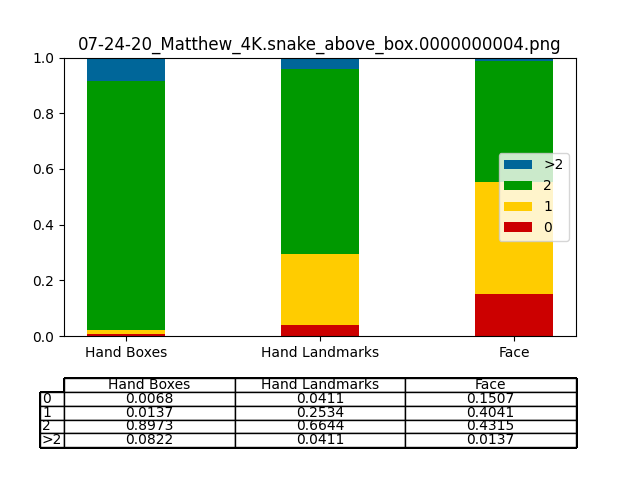 07-24-20_Matthew_4K.snake_above_box.0000000004.png
1.0
0.8
0.6
0.4
0.2
0.0
>2
2
1
0
Hand Boxes Hand Landmarks Face
Hand Boxes Hand Landmarks Face
0 0.0068 0.0411 0.1507
1 0.0137 0.2534 0.4041
2 0.8973 0.6644 0.4315
>2 0.0822 0.0411 0.0137